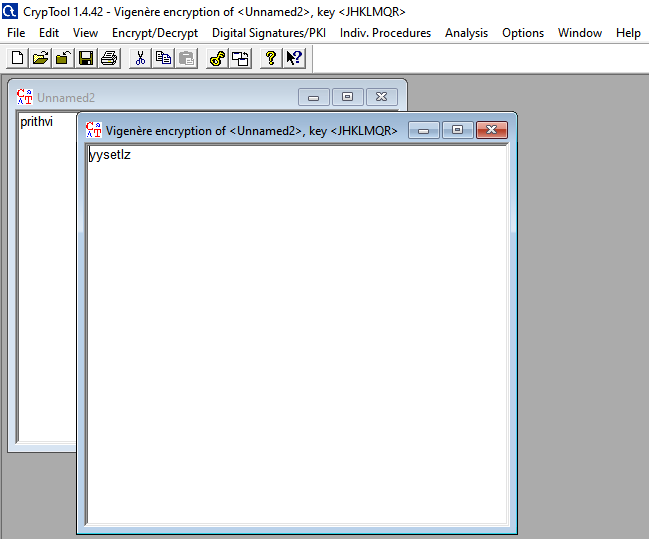 CrypTool 1.4.42 - Vigenère encryption of <Unnamed2>, key <JHKLMQR>
File Edit View Encrypt/Decrypt Digital Signatures/PKI Indiv. Procedures Analysis Options Window Help
Unnamed2
prithvi
Vigenère encryption of <Unnamed2>, key <JHKLMQR>
yysetlz